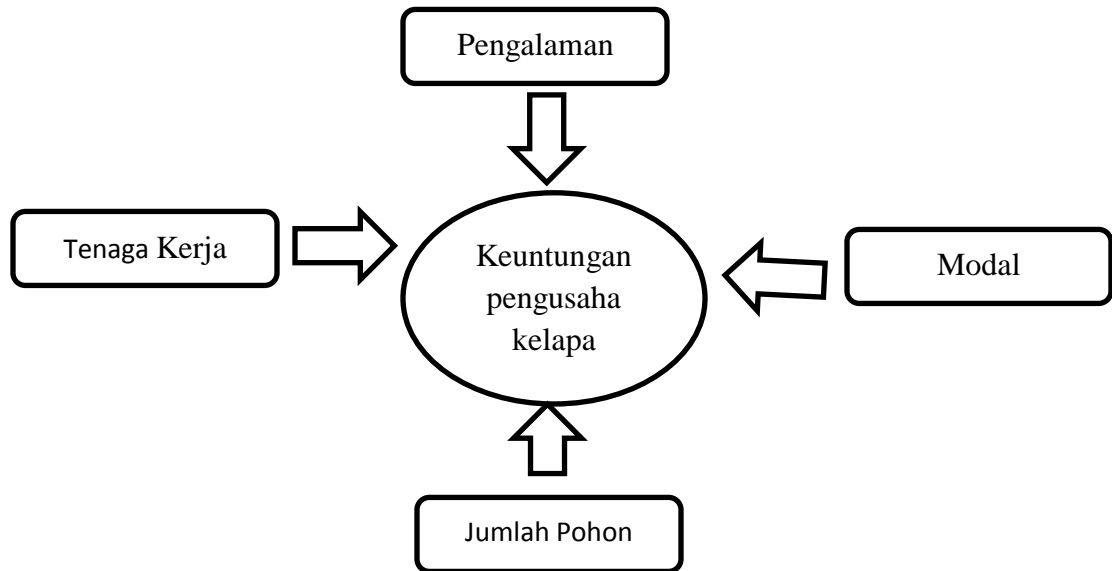 Pengalaman
Tenaga Kerja
Keuntungan
pengusaha
kelapa
Modal
Jumlah Pohon